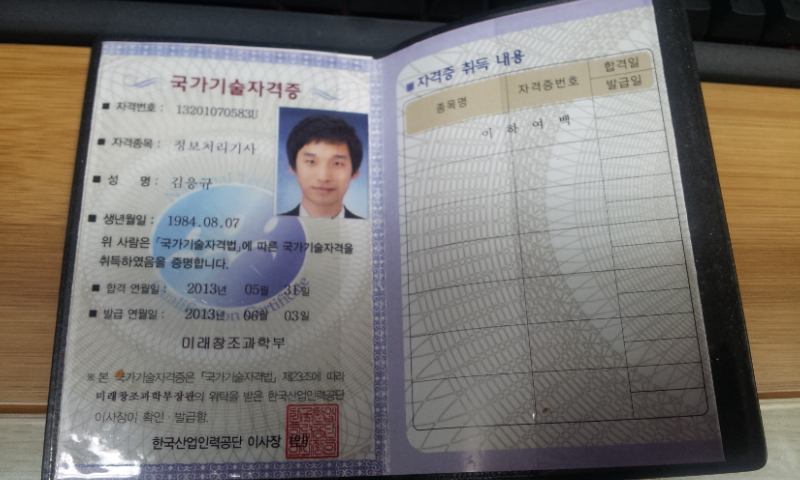 국가기술자격증
■ 자격번호 : 13201070583U
■ 자격종목 : 정보처리기사
■ 성 명 : 김응규
■ 생년월일 : 1984.08.07
위 사람은 「국가기술자격법」에 따른 국가기술자격을
취득하였음을 증명합니다.
■ 합격 연월일 : 2013년 05월 31일
■ 발급 연월일 : 2013년 06월 03일
미래창조과학부
※ 본 국가기술자격증은 「국가기술자격법」 제23조에 따라
미래창조과학부장관의 위탁을 받은 한국산업인력공단
이사장이 확인·발급함.
한국산업인력공단 이사장 (인)
■ 자격증 취득 내용
종목명 자격증번호 합격일
발급일
이 하 여 백